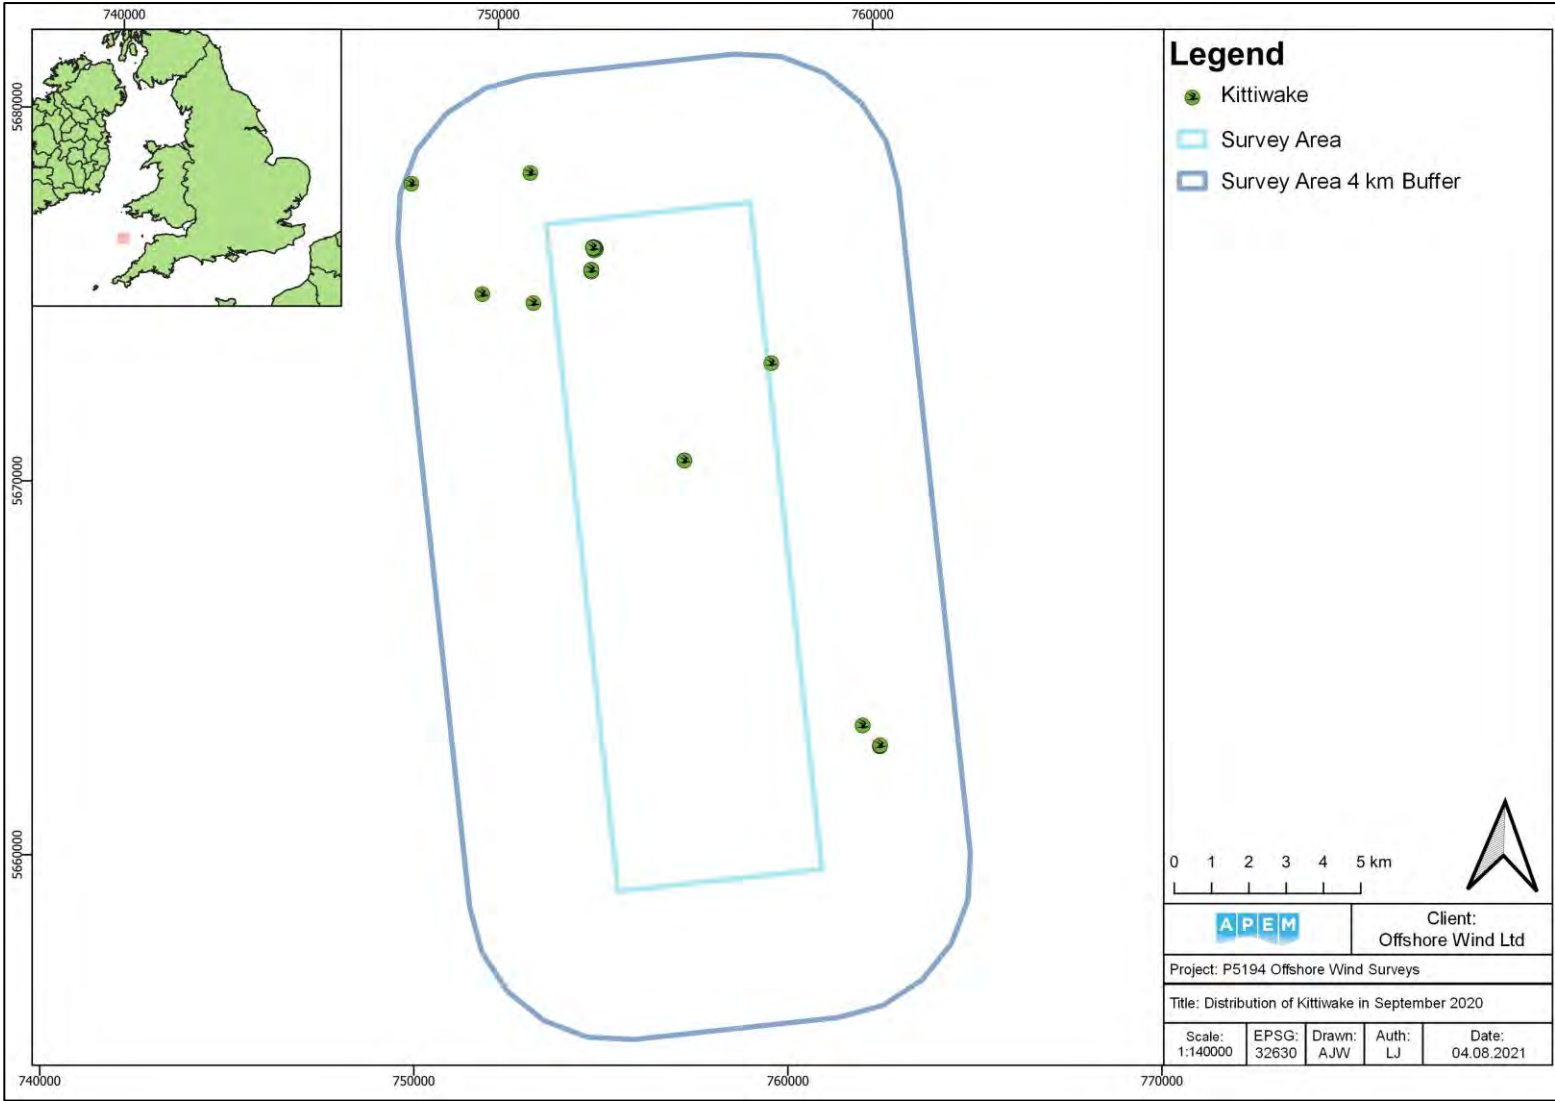 740000
750000
760000
5680000
5670000
5660000
740000
750000
760000
770000
Legend
Kittiwake
Survey Area
Survey Area 4 km Buffer
0 1 2 3 4 5 km
APEM
Client:
Offshore Wind Ltd
Project: P5194 Offshore Wind Surveys
Title: Distribution of Kittiwake in September 2020
Scale:
1:140000
EPSG:
32630
Drawn:
AJW
Auth:
LJ
Date:
04.08.2021